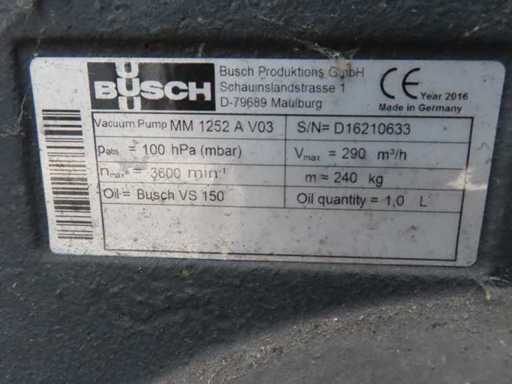 BUSCH
Busch Produktions GmbH
Schauinslandstrasse 1
D-79689 Maulburg
CE Year 2016
Made in Germany
Vacuum Pump MM 1252 A V03
S/N= D16210633
pabs = 100 hPa (mbar)
Vmax = 290 m³/h
nmax= 3600 min-1
m = 240 kg
Oil = Busch VS 150
Oil quantity = 1,0 L